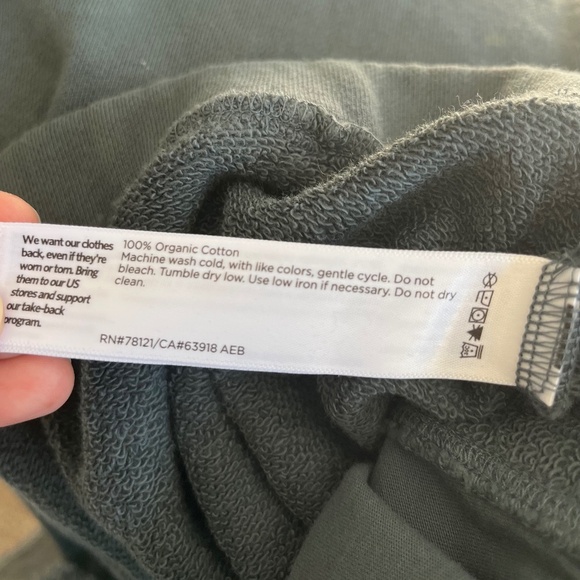 We want our clothes
back, even if they're
worn or torn. Bring
them to our US
stores and support
our take-back
program.
100% Organic Cotton
Machine wash cold, with like colors, gentle cycle. Do not
bleach. Tumble dry low. Use low iron if necessary. Do not dry
clean.
RN#78121/CA#63918 AEB